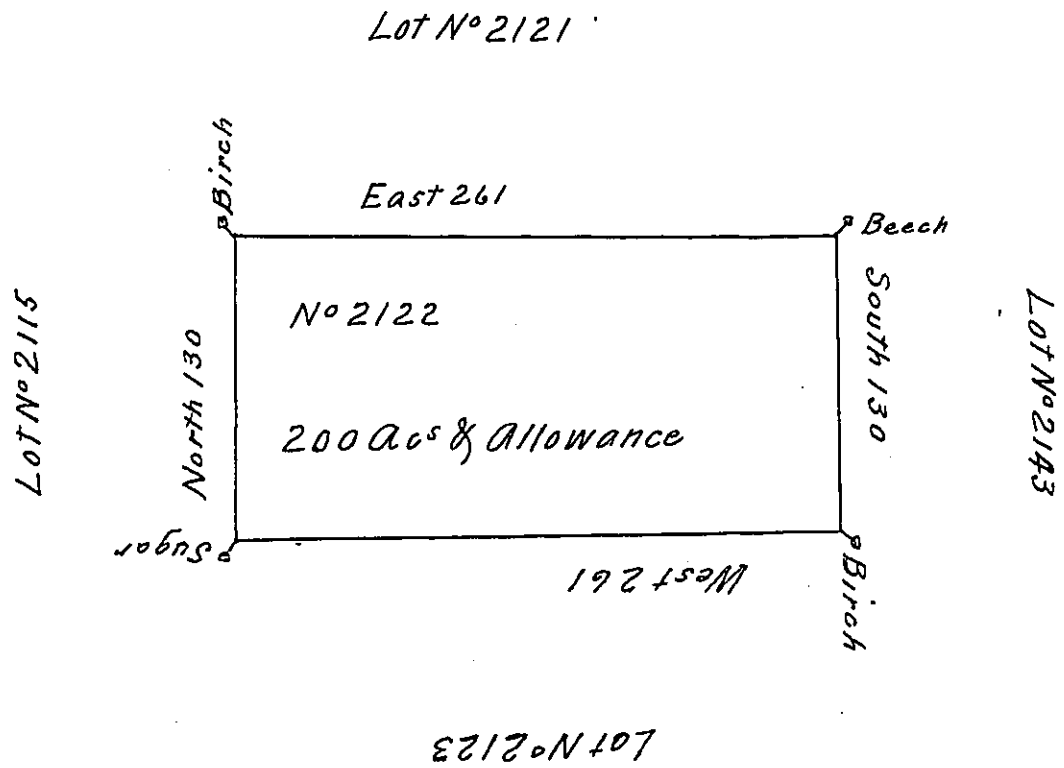 Lot Nº 2121
Birch
East 261
Beech
Nº 2122
200 Acs & Allowance
Lot Nº 2115
North 130
South 130
Lot Nº 2143
Sugar
West 261
Birch
Lot Nº 2123